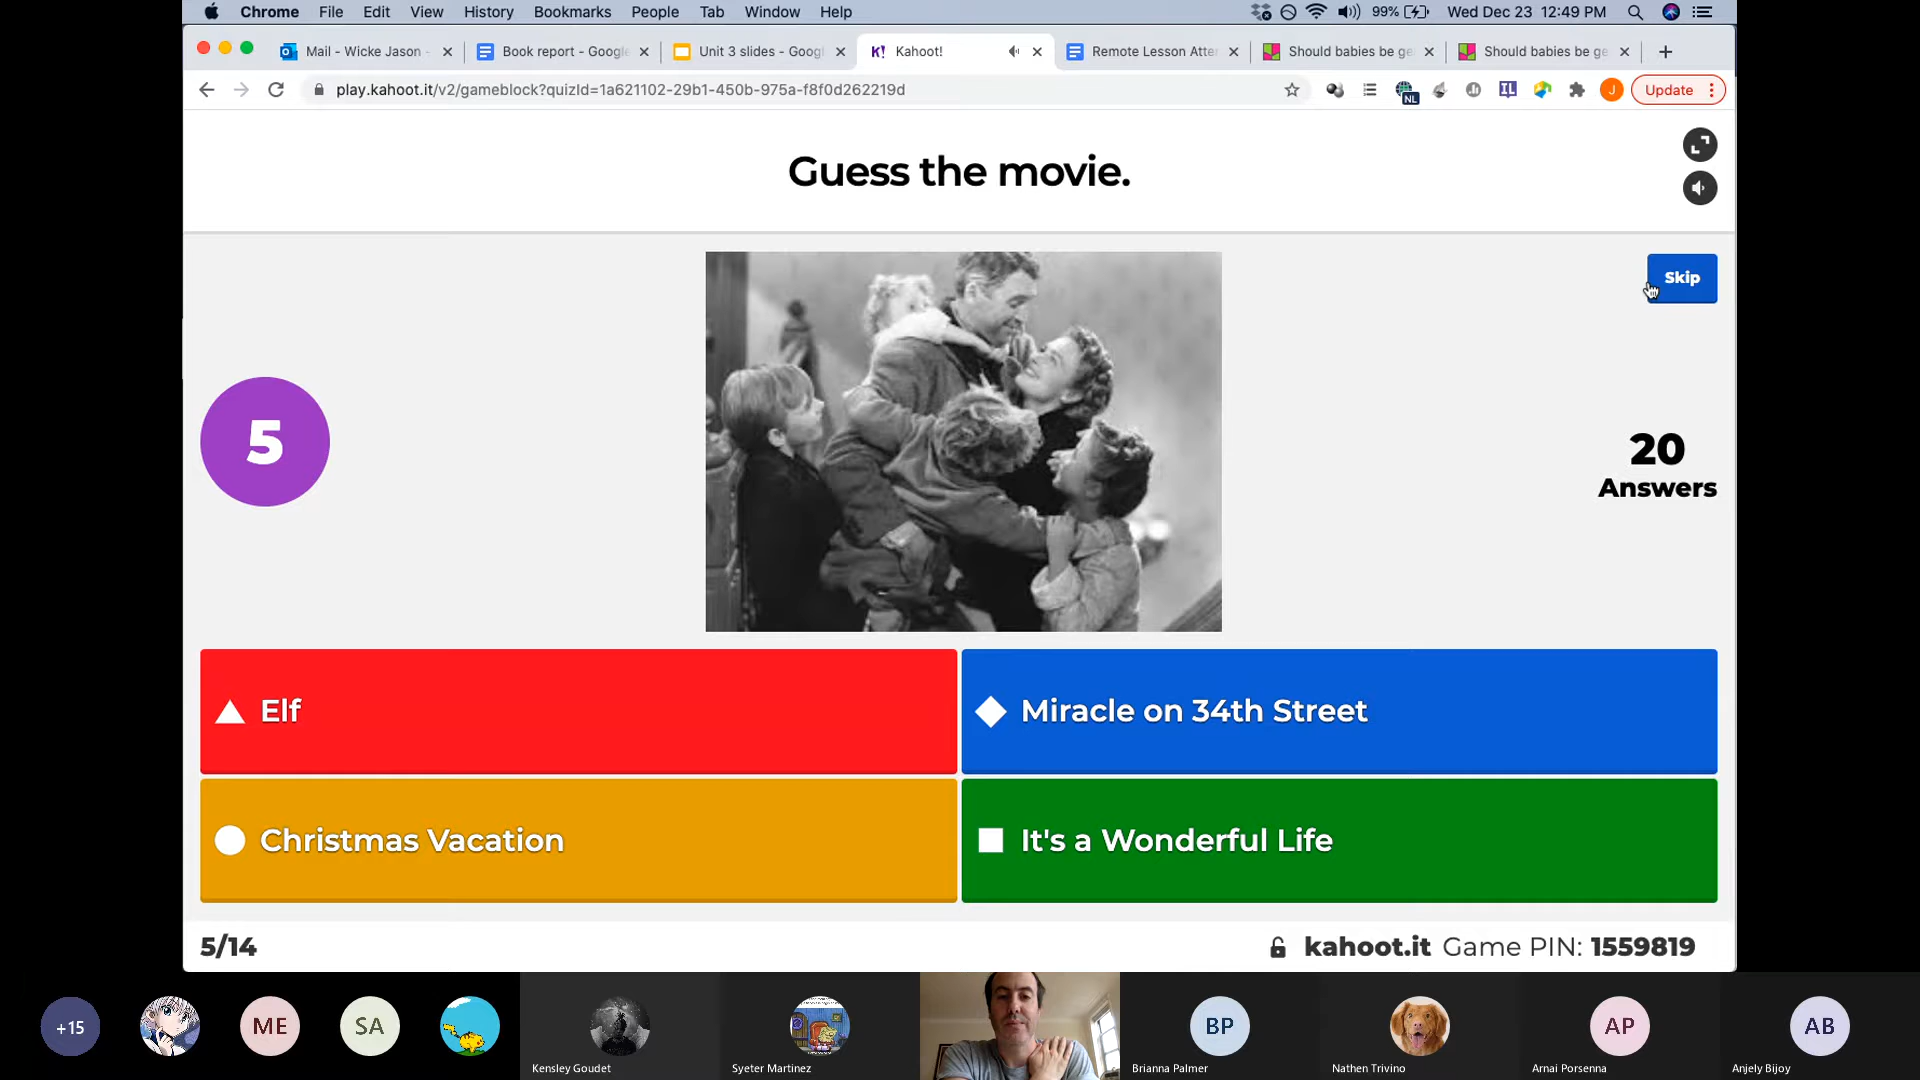 Chrome File Edit View History Bookmarks People Tab Window Help 99% Wed Dec 23 12:49 PM
Mail - Wicke Jason - Book report - Google Unit 3 slides - Googl K! Kahoot! Remote Lesson Atte Should babies be ge Should babies be ge
play.kahoot.it/v2/gameblock?quizId=1a621102-29b1-450b-975a-f8f0d262219d NL IL J Update
Guess the movie.
Skip
5
20
Answers
Elf
Miracle on 34th Street
Christmas Vacation
It's a Wonderful Life
5/14 kahoot.it Game PIN: 1559819
+15 ME SA BP AP AB
Kensley Goudet Syeter Martinez Brianna Palmer Nathen Trivino Arnai Porsenna Anjely Bijoy